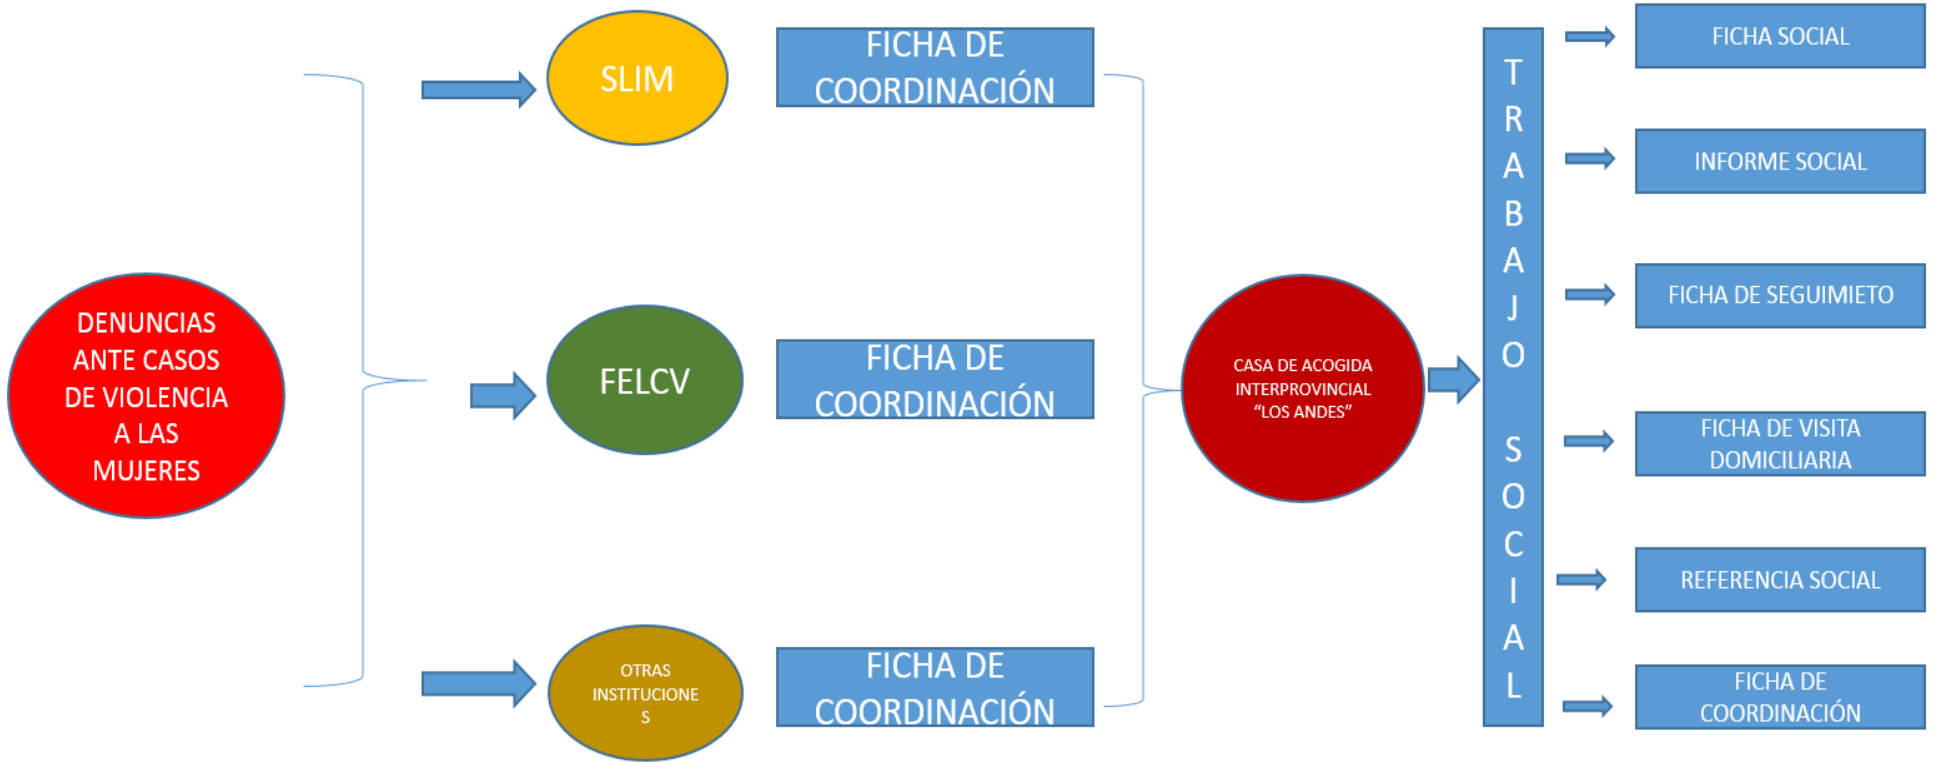 DENUNCIAS
ANTE CASOS
DE VIOLENCIA
A LAS
MUJERES
SLIM
FICHA DE
COORDINACIÓN
FELCV
FICHA DE
COORDINACIÓN
OTRAS
INSTITUCIONE
S
FICHA DE
COORDINACIÓN
CASA DE ACOGIDA
INTERPROVINCIAL
“LOS ANDES”
T
R
A
B
A
J
O
S
O
C
I
A
L
FICHA SOCIAL
INFORME SOCIAL
FICHA DE SEGUIMIETO
FICHA DE VISITA
DOMICILIARIA
REFERENCIA SOCIAL
FICHA DE
COORDINACIÓN